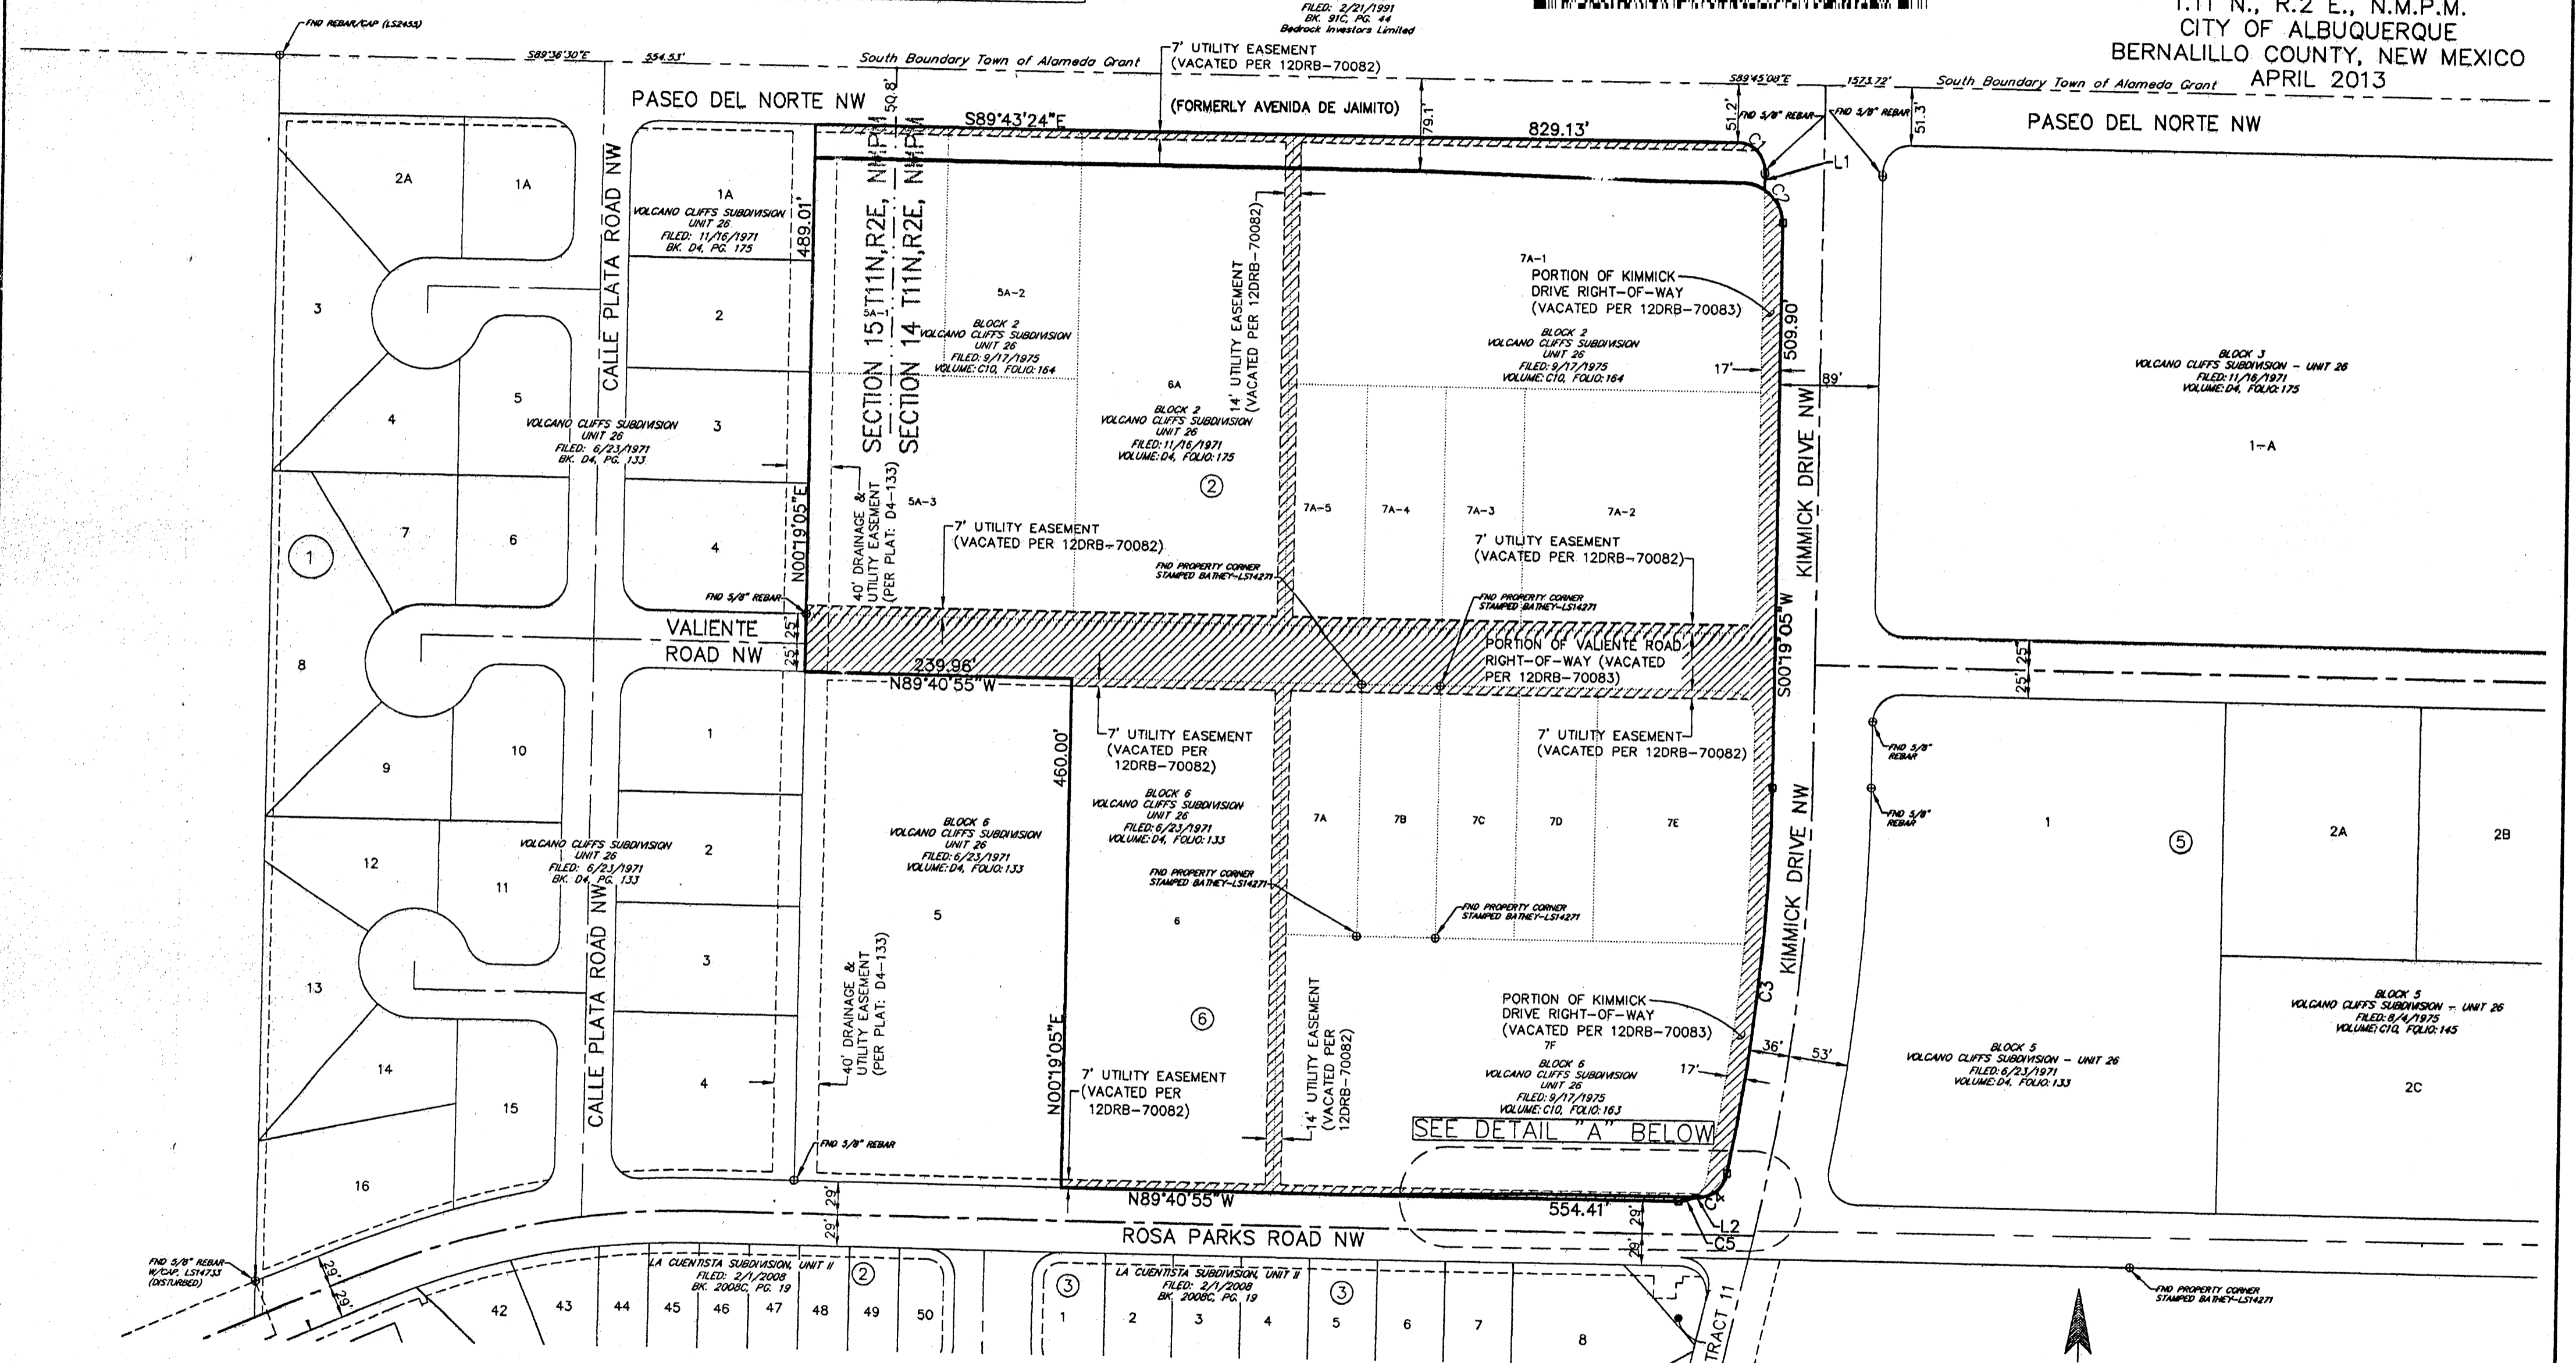 FILED: 2/21/1991
BK. 91C, PG. 44
Bedrock Investors Limited
T.11 N., R.2 E., N.M.P.M.
CITY OF ALBUQUERQUE
BERNALILLO COUNTY, NEW MEXICO
APRIL 2013
FND REBAR/CAP (LS2455)
S89°36'30"E 554.53' South Boundary Town of Alameda Grant
7' UTILITY EASEMENT
(VACATED PER 12DRB-70082)
S89°45'08"E 1573.72' South Boundary Town of Alameda Grant
PASEO DEL NORTE NW
50.8'
(FORMERLY AVENIDA DE JAIMITO)
79.1'
51.2'
FND 5/8" REBAR
FND 5/8" REBAR
51.3'
PASEO DEL NORTE NW
S89°43'24"E
829.13'
L1
C2
2A
1A
3
4
5
CALLE PLATA ROAD NW
1A
VOLCANO CLIFFS SUBDIVISION
UNIT 26
FILED: 11/16/1971
BK. D4, PG. 175
2
3
4
489.01'
N00°19'05"E
SECTION 15 T11N,R2E, NMPM
SECTION 14 T11N,R2E, NMPM
5A-1
5A-2
BLOCK 2
VOLCANO CLIFFS SUBDIVISION
UNIT 26
FILED: 9/17/1975
VOLUME: C10, FOLIO: 164
14' UTILITY EASEMENT
(VACATED PER 12DRB-70082)
7A-1
PORTION OF KIMMICK
DRIVE RIGHT-OF-WAY
(VACATED PER 12DRB-70083)
BLOCK 2
VOLCANO CLIFFS SUBDIVISION
UNIT 26
FILED: 9/17/1975
VOLUME: C10, FOLIO: 164
17'
509.90'
89'
KIMMICK DRIVE NW
BLOCK 3
VOLCANO CLIFFS SUBDIVISION - UNIT 26
FILED: 11/16/1971
VOLUME: D4, FOLIO: 175
1-A
6A
BLOCK 2
VOLCANO CLIFFS SUBDIVISION
UNIT 26
FILED: 11/16/1971
VOLUME: D4, FOLIO: 175
2
VOLCANO CLIFFS SUBDIVISION
UNIT 26
FILED: 6/23/1971
BK. D4, PG. 133
1
7
6
8
5A-3
40' DRAINAGE &
UTILITY EASEMENT
(PER PLAT: D4-133)
7' UTILITY EASEMENT
(VACATED PER 12DRB-70082)
7A-5
7A-4
7A-3
7A-2
7' UTILITY EASEMENT
(VACATED PER 12DRB-70082)
FND PROPERTY CORNER
STAMPED BATHEY-LS14271
FND PROPERTY CORNER
STAMPED BATHEY-LS14271
FND 5/8" REBAR
VALIENTE
ROAD NW
25'
25'
239.96'
N89°40'55"W
PORTION OF VALIENTE ROAD
RIGHT-OF-WAY (VACATED
PER 12DRB-70083)
S00°19'05"W
25'
25'
9
10
1
2
3
4
460.00'
N00°19'05"E
7' UTILITY EASEMENT
(VACATED PER
12DRB-70082)
7' UTILITY EASEMENT
(VACATED PER 12DRB-70082)
FND 5/8"
REBAR
FND 5/8"
REBAR
KIMMICK DRIVE NW
BLOCK 6
VOLCANO CLIFFS SUBDIVISION
UNIT 26
FILED: 6/23/1971
VOLUME: D4, FOLIO: 133
5
BLOCK 6
VOLCANO CLIFFS SUBDIVISION
UNIT 26
FILED: 6/23/1971
VOLUME: D4, FOLIO: 133
7A
7B
7C
7D
7E
1
5
2A
2B
12
11
VOLCANO CLIFFS SUBDIVISION
UNIT 26
FILED: 6/23/1971
BK. D4, PG. 133
CALLE PLATA ROAD NW
FND PROPERTY CORNER
STAMPED BATHEY-LS14271
FND PROPERTY CORNER
STAMPED BATHEY-LS14271
6
6
13
14
15
16
40' DRAINAGE &
UTILITY EASEMENT
(PER PLAT: D4-133)
7' UTILITY EASEMENT
(VACATED PER
12DRB-70082)
14' UTILITY EASEMENT
(VACATED PER
12DRB-70082)
PORTION OF KIMMICK
DRIVE RIGHT-OF-WAY
(VACATED PER 12DRB-70083)
7F
BLOCK 6
VOLCANO CLIFFS SUBDIVISION
UNIT 26
FILED: 9/17/1975
VOLUME: C10, FOLIO: 163
17'
C3
36'
53'
BLOCK 5
VOLCANO CLIFFS SUBDIVISION - UNIT 26
FILED: 6/23/1971
VOLUME: D4, FOLIO: 133
BLOCK 5
VOLCANO CLIFFS SUBDIVISION - UNIT 26
FILED: 8/4/1975
VOLUME: C10, FOLIO: 145
2C
SEE DETAIL "A" BELOW
FND 5/8" REBAR
29'
29'
N89°40'55"W
554.41'
C4
L2
C5
29'
29'
ROSA PARKS ROAD NW
FND 5/8" REBAR
W/CAP, LS14733
(DISTURBED)
29'
29'
LA CUENTISTA SUBDIVISION, UNIT II
FILED: 2/1/2008
BK. 2008C, PG. 19
2
42
43
44
45
46
47
48
49
50
3
LA CUENTISTA SUBDIVISION, UNIT II
FILED: 2/1/2008
BK. 2008C, PG. 19
3
1
2
3
4
5
6
7
8
TRACT 11
FND PROPERTY CORNER
STAMPED BATHEY-LS14271